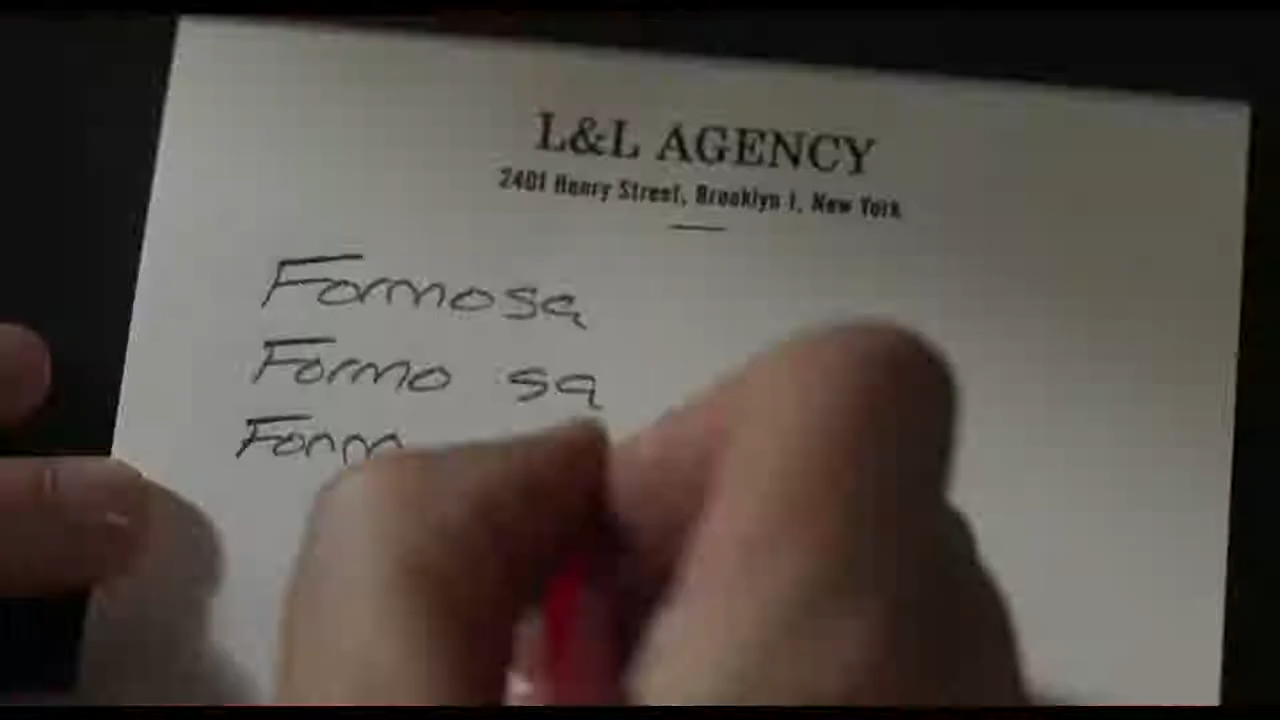 L&L AGENCY
2401 Henry Street, Brooklyn 1, New York
Formosa
Formo sa
Form